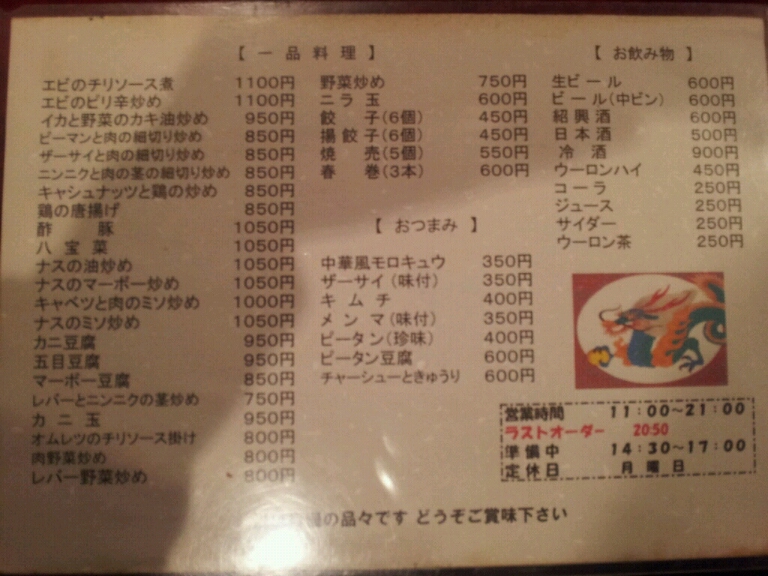 【 一 品 料 理 】
エビのチリソース煮 1100円
エビのピリ辛炒め 1100円
イカと野菜のカキ油炒め 950円
ピーマンと肉の細切り炒め 850円
ザーサイと肉の細切り炒め 850円
ニンニクと肉の茎の細切り炒め 850円
キャシュナッツと鶏の炒め 850円
鶏の唐揚げ 850円
酢 豚 1050円
八 宝 菜 1050円
ナスの油炒め 1050円
ナスのマーボー炒め 1050円
キャベツと肉のミソ炒め 1000円
ナスのミソ炒め 1050円
カニ豆腐 950円
五目豆腐 950円
マーボー豆腐 850円
レバーとニンニクの茎炒め 750円
カ ニ 玉 950円
オムレツのチリソース掛け 800円
肉野菜炒め 800円
レバー野菜炒め 800円
野菜炒め 750円
ニ ラ 玉 600円
餃 子(6個) 450円
揚 餃 子(6個) 450円
焼 売(5個) 550円
春 巻(3本) 600円
【 おつまみ 】
中華風モロキュウ 350円
ザーサイ(味付) 350円
キ ム チ 400円
メ ン マ(味付) 350円
ピータン(珍味) 400円
ピータン豆腐 600円
チャーシューときゅうり 600円
【 お飲み物 】
生ビ ー ル 600円
ビ ー ル(中ビン) 600円
紹 興 酒 600円
日 本 酒 500円
冷 酒 900円
ウーロンハイ 450円
コ ー ラ 250円
ジュース 250円
サイダー 250円
ウーロン茶 250円
営業時間 11:00~21:00
ラストオーダー 20:50
準 備 中 14:30~17:00
定 休 日 月 曜 日
の品々です どうぞご賞味下さい